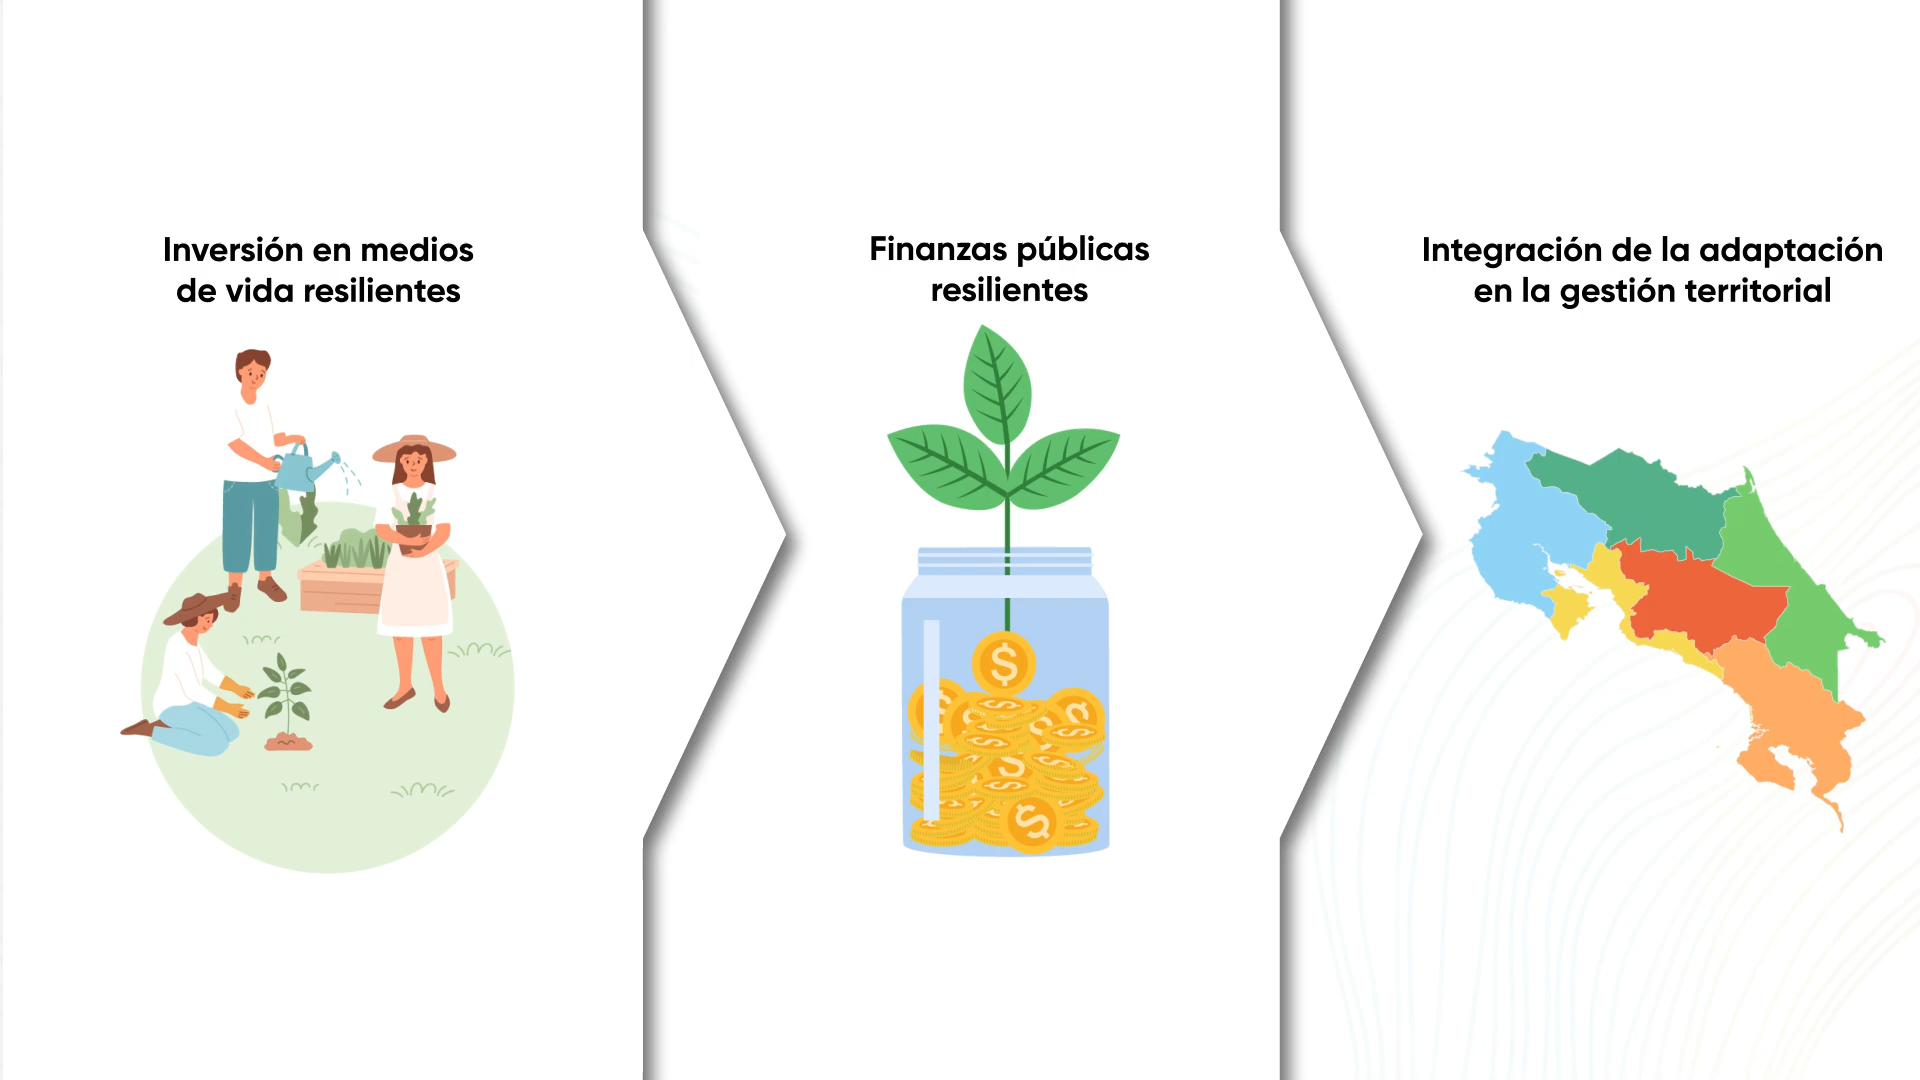 Inversión en medios
de vida resilientes
Finanzas públicas
resilientes
Integración de la adaptación
en la gestión territorial